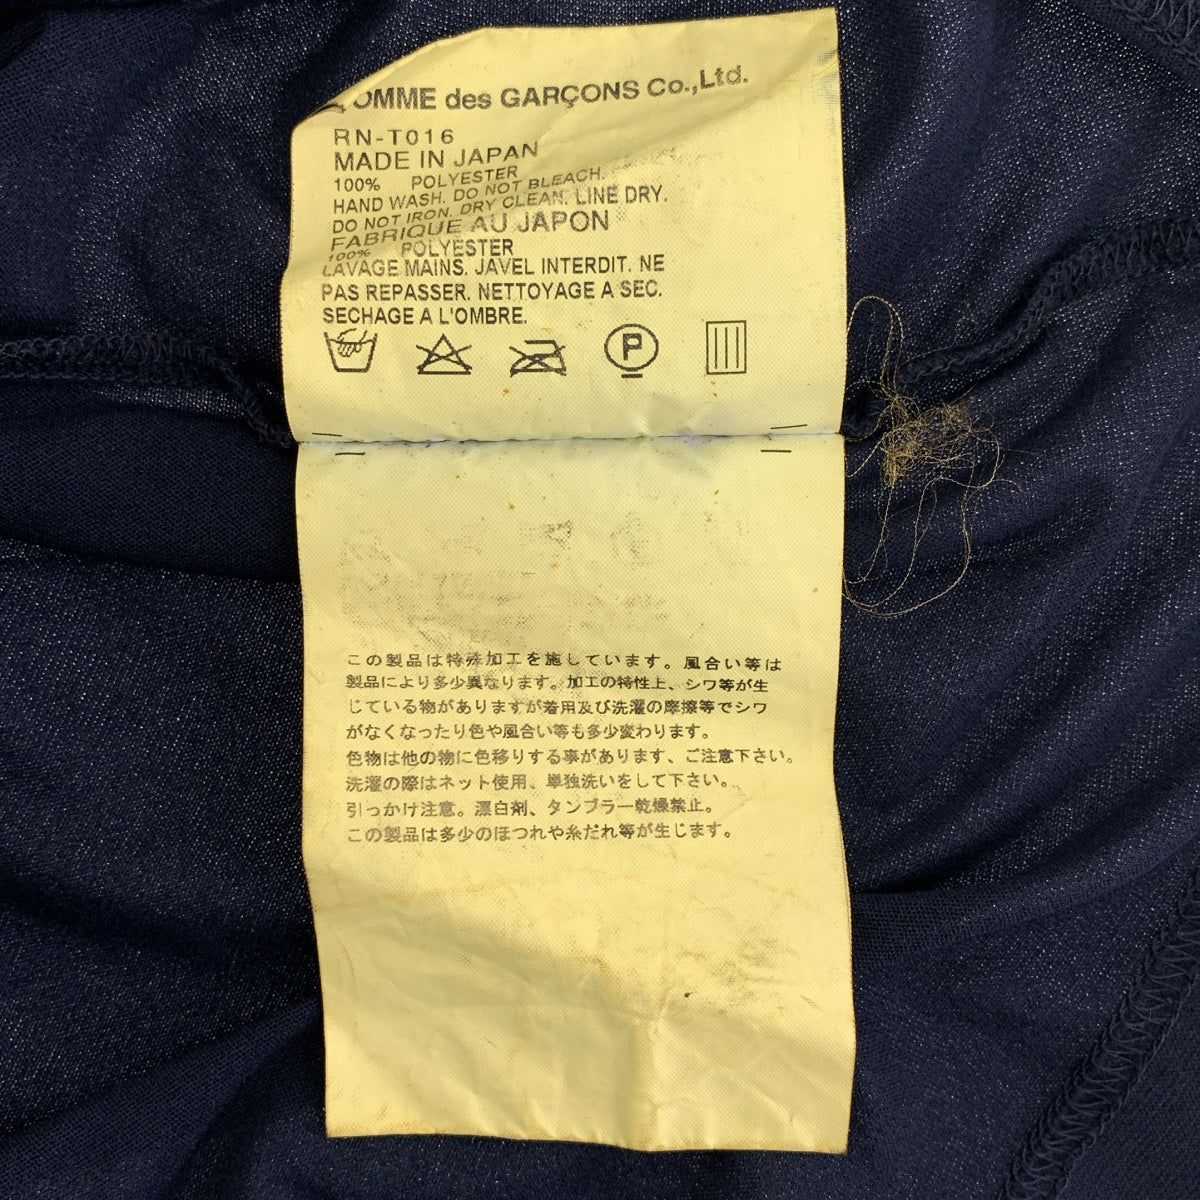 COMME des GARÇONS Co.,Ltd.
RN-T016
MADE IN JAPAN
100% POLYESTER
HAND WASH. DO NOT BLEACH.
DO NOT IRON. DRY CLEAN. LINE DRY.
FABRIQUE AU JAPON
100% POLYESTER
LAVAGE MAINS. JAVEL INTERDIT. NE
PAS REPASSER. NETTOYAGE A SEC.
SECHAGE A L'OMBRE.
P
この製品は特殊加工を施しています。風合い等は
製品により多少異なります。加工の特性上、シワ等が生
じている物がありますが着用及び洗濯の摩擦等でシワ
がなくなったり色や風合い等も多少変わります。
色物は他の物に色移りする事があります、ご注意下さい。
洗濯の際はネット使用、単独洗いをして下さい。
引っかけ注意。漂白剤、タンブラー乾燥禁止。
この製品は多少のほつれや糸だれ等が生じます。